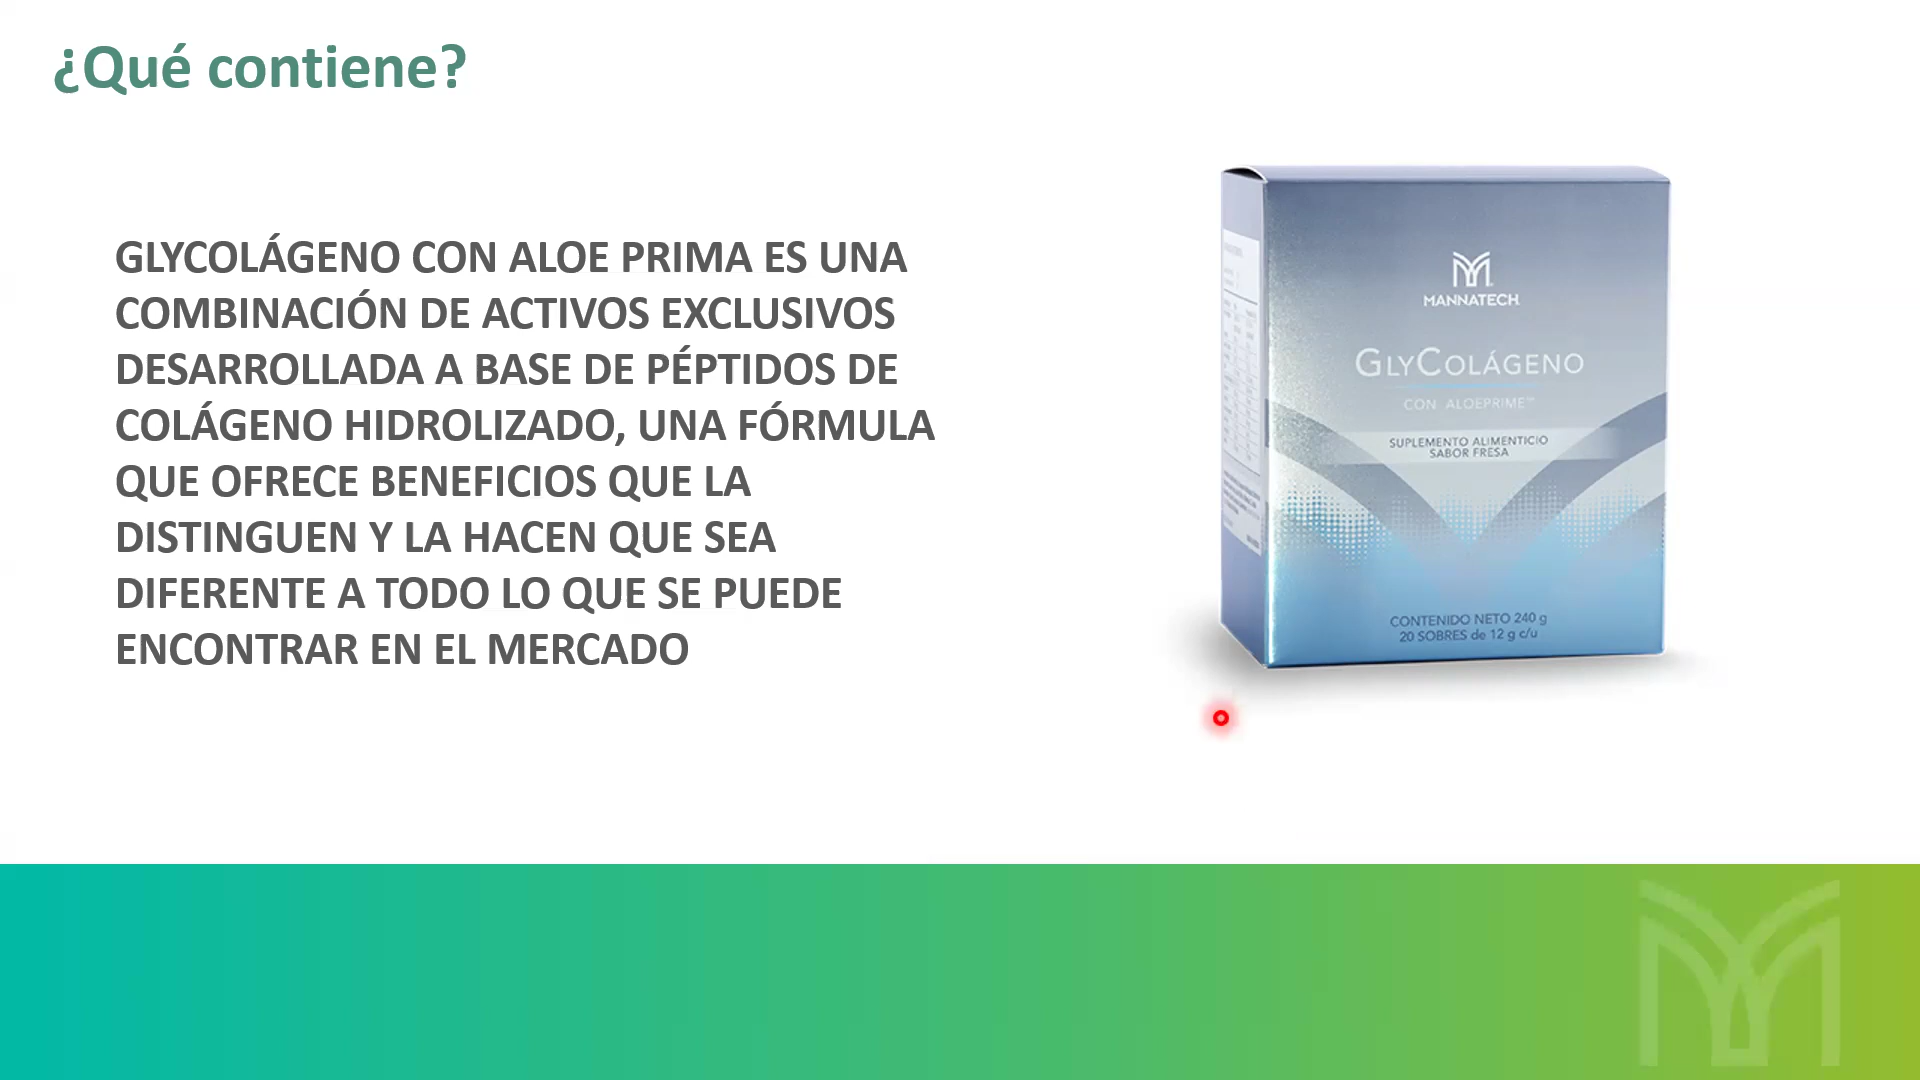 ¿Qué contiene?
GLYCOLÁGENO CON ALOE PRIMA ES UNA
COMBINACIÓN DE ACTIVOS EXCLUSIVOS
DESARROLLADA A BASE DE PÉPTIDOS DE
COLÁGENO HIDROLIZADO, UNA FÓRMULA
QUE OFRECE BENEFICIOS QUE LA
DISTINGUEN Y LA HACEN QUE SEA
DIFERENTE A TODO LO QUE SE PUEDE
ENCONTRAR EN EL MERCADO
MANNATECH
GLYCOLÁGENO
CON ALOEPRIME™
SUPLEMENTO ALIMENTICIO
SABOR FRESA
CONTENIDO NETO 240 g
20 SOBRES de 12 g c/u